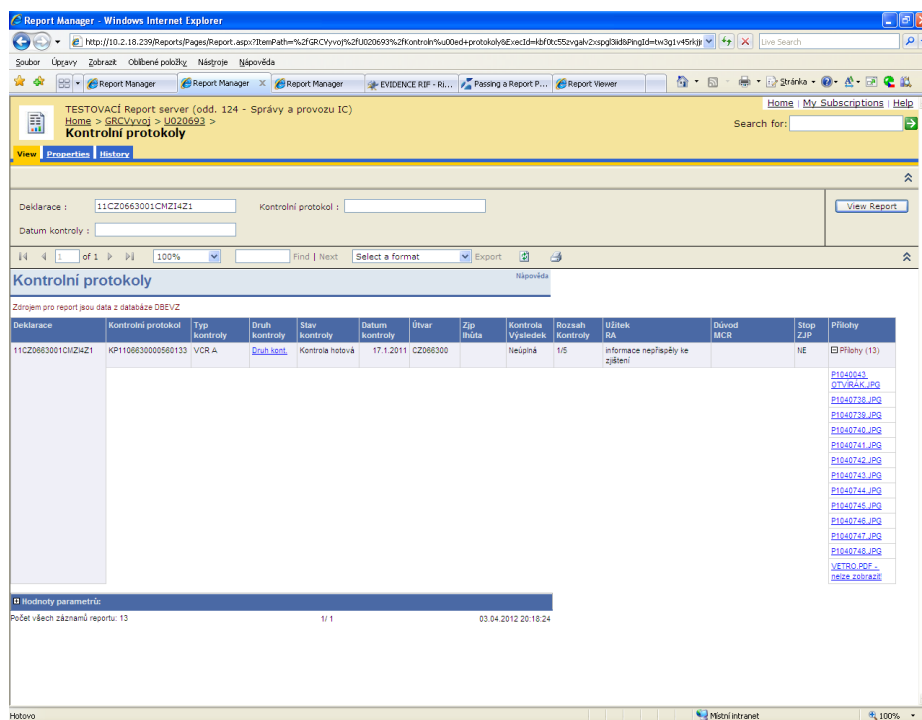 Report Manager - Windows Internet Explorer
http://10.2.18.239/Reports/Pages/Report.aspx?ItemPath=%2fGRCVyvoj%2fU020693%2fKontroln%u00ed+protokoly&ExecId=kbf0tc55zvgalv2xspgl3iid&PingId=tw3g1v45rkjj
Live Search
Soubor Úpravy Zobrazit Oblíbené položky Nástroje Nápověda
Report Manager Report Manager X Report Manager EVIDENCE RIF - Ri... Passing a Report P... Report Viewer Stránka
TESTOVACÍ Report server (odd. 124 - Správy a provozu IC)
Home | My Subscriptions | Help
Home > GRCVyvoj > U020693 >
Search for:
Kontrolní protokoly
View Properties History
Deklarace : 11CZ0663001CMZI4Z1 Kontrolní protokol : View Report
Datum kontroly :
1 of 1 100% Find | Next Select a format Export
Kontrolní protokoly Nápověda
Zdrojem pro report jsou data z databáze DBEVZ
Deklarace Kontrolní protokol Typ kontroly Druh kontroly Stav kontroly Datum kontroly Útvar Zjp lhůta Kontrola Výsledek Rozsah Kontroly Užitek RA Důvod MCR Stop ZJP Přílohy
11CZ0663001CMZI4Z1 KP1106630000560133 VCR A Druh kont. Kontrola hotová 17.1.2011 CZ066300 Neúplná 1/5 informace nepřispěly ke zjištení NE Přílohy (13)
P1040043 OTVÍRÁK.JPG
P1040738.JPG
P1040739.JPG
P1040740.JPG
P1040741.JPG
P1040742.JPG
P1040743.JPG
P1040744.JPG
P1040745.JPG
P1040746.JPG
P1040747.JPG
P1040748.JPG
VETRO.PDF -
nelze zobrazit
Hodnoty parametrů:
Počet všech záznamů reportu: 13 1/ 1 03.04.2012 20:18:24
Hotovo Místní intranet 100%